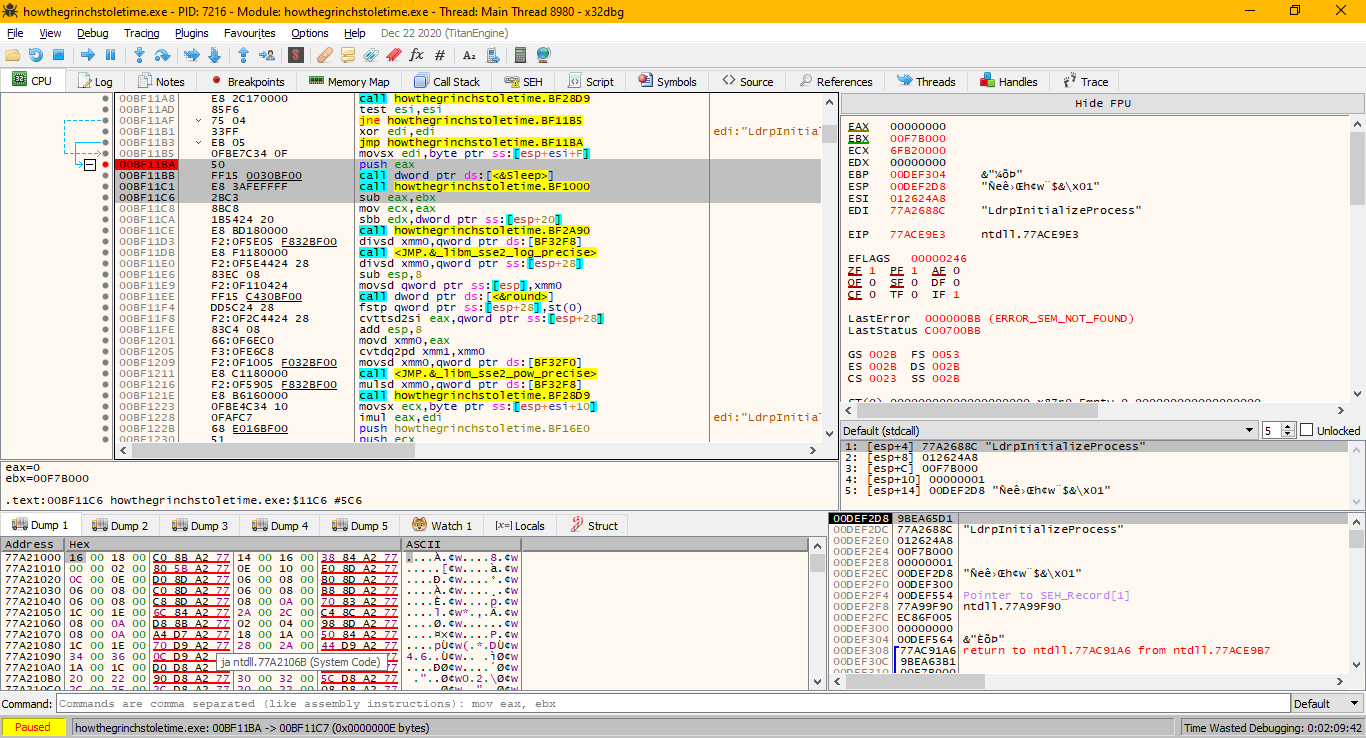 howthegrinchstoletime.exe - PID: 7216 - Module: howthegrinchstoletime.exe - Thread: Main Thread 8980 - x32dbg
File View Debug Tracing Plugins Favourites Options Help Dec 22 2020 (TitanEngine)
CPU Log Notes Breakpoints Memory Map Call Stack SEH Script Symbols Source References Threads Handles Trace
00BF11A8 E8 2C170000 call howthegrinchstoletime.BF28D9
00BF11AD 85F6 test esi,esi
00BF11AF 75 04 jne howthegrinchstoletime.BF11B5
00BF11B1 33FF xor edi,edi edi:"LdrpInitial
00BF11B3 EB 05 jmp howthegrinchstoletime.BF11BA
00BF11B5 0FBE7C34 0F movsx edi,byte ptr ss:[esp+esi+F]
00BF11BA 50 push eax
00BF11BB FF15 0030BF00 call dword ptr ds:[<&Sleep>]
00BF11C1 E8 3AFEFFFF call howthegrinchstoletime.BF1000
00BF11C6 2BC3 sub eax,ebx
00BF11C8 8BC8 mov ecx,eax
00BF11CA 1B5424 20 sbb edx,dword ptr ss:[esp+20]
00BF11CE E8 BD180000 call howthegrinchstoletime.BF2A90
00BF11D3 F2:0F5E05 F832BF00 divsd xmm0,qword ptr ds:[BF32F8]
00BF11DB E8 F1180000 call <JMP.&_libm_sse2_log_precise>
00BF11E0 F2:0F5E4424 28 divsd xmm0,qword ptr ss:[esp+28]
00BF11E6 83EC 08 sub esp,8
00BF11E9 F2:0F110424 movsd qword ptr ss:[esp],xmm0
00BF11EE FF15 C430BF00 call dword ptr ds:[<&round>]
00BF11F4 DD5C24 28 fstp qword ptr ss:[esp+28],st(0)
00BF11F8 F2:0F2C4424 28 cvttsd2si eax,qword ptr ss:[esp+28]
00BF11FE 83C4 08 add esp,8
00BF1201 66:0F6EC0 movd xmm0,eax
00BF1205 F3:0FE6C8 cvtdq2pd xmm1,xmm0
00BF1209 F2:0F1005 F032BF00 movsd xmm0,qword ptr ds:[BF32F0]
00BF1211 E8 C1180000 call <JMP.&_libm_sse2_pow_precise>
00BF1216 F2:0F5905 F832BF00 mulsd xmm0,qword ptr ds:[BF32F8]
00BF121E E8 B6160000 call howthegrinchstoletime.BF28D9
00BF1223 0FBE4C34 10 movsx ecx,byte ptr ss:[esp+esi+10]
00BF1228 0FAFC7 imul eax,edi edi:"LdrpInitial
00BF122B 68 E016BF00 push howthegrinchstoletime.BF16E0
00BF1230 51 push ecx
eax=0
ebx=00F7B000
.text:00BF11C6 howthegrinchstoletime.exe:$11C6 #5C6
Hide FPU
EAX 00000000
EBX 00F7B000
ECX 6FB20000
EDX 00000000
EBP 00DEF304 &"¼õÞ"
ESP 00DEF2D8 "Ñeê›Œh¢w¨$&\x01"
ESI 012624A8
EDI 77A2688C "LdrpInitializeProcess"
EIP 77ACE9E3 ntdll.77ACE9E3
EFLAGS 00000246
ZF 1 PF 1 AF 0
OF 0 SF 0 DF 0
CF 0 TF 0 IF 1
LastError 000000BB (ERROR_SEM_NOT_FOUND)
LastStatus C00700BB
GS 002B FS 0053
ES 002B DS 002B
CS 0023 SS 002B
Default (stdcall) 5 Unlocked
1: [esp+4] 77A2688C "LdrpInitializeProcess"
2: [esp+8] 012624A8
3: [esp+C] 00F7B000
4: [esp+10] 00000001
5: [esp+14] 00DEF2D8 "Ñeê›Œh¢w¨$&\x01"
Dump 1 Dump 2 Dump 3 Dump 4 Dump 5 Watch 1 Locals Struct
Address Hex ASCII
77A21000 16 00 18 00 C0 8B A2 77 14 00 16 00 38 84 A2 77 ....À.¢w....8.¢w
77A21010 00 00 02 00 80 5B A2 77 0E 00 10 00 E0 8D A2 77 .....[¢w....à.¢w
77A21020 0C 00 0E 00 D0 8D A2 77 06 00 08 00 B0 8D A2 77 ....Ð.¢w....°.¢w
77A21030 06 00 08 00 C0 8D A2 77 06 00 08 00 B8 8D A2 77 ....À.¢w....¸.¢w
77A21040 06 00 08 00 C8 8D A2 77 08 00 0A 00 70 83 A2 77 ....È.¢w....p.¢w
77A21050 1C 00 1E 00 6C 84 A2 77 2A 00 2C 00 C4 8C A2 77 ....l.¢w*.,.Ä.¢w
77A21060 08 00 0A 00 D8 8B A2 77 02 00 04 00 98 8D A2 77 ....Ø.¢w......¢w
77A21070 08 00 0A 00 A4 D7 A2 77 18 00 1A 00 50 84 A2 77 ....¤×¢w....P.¢w
77A21080 1C 00 1E 00 70 D9 A2 77 28 00 2A 00 44 D9 A2 77 ....pÙ¢w(.*.DÙ¢w
77A21090 34 00 36 00 0C D9 A2 77
ja ntdll.77A2106B (System Code)
77A210A0 1A 00 1C 00 D0 D8 A2 77
77A210B0 20 00 22 00 90 D8 A2 77 30 00 32 00 5C D8 A2 77 ."..Ø¢w0.2.\Ø¢w
00DEF2D8 9BEA65D1
00DEF2DC 77A2688C "LdrpInitializeProcess"
00DEF2E0 012624A8
00DEF2E4 00F7B000
00DEF2E8 00000001
00DEF2EC 00DEF2D8 "Ñeê›Œh¢w¨$&\x01"
00DEF2F0 00DEF300
00DEF2F4 00DEF554 Pointer to SEH_Record[1]
00DEF2F8 77A99F90 ntdll.77A99F90
00DEF2FC EC86F005
00DEF300 00000000
00DEF304 00DEF564 &"ÈõÞ"
00DEF308 77AC91A6 return to ntdll.77AC91A6 from ntdll.77ACE9B7
00DEF30C 9BEA63B1
Command: Commands are comma separated (like assembly instructions): mov eax, ebx Default
Paused howthegrinchstoletime.exe: 00BF11BA -> 00BF11C7 (0x0000000E bytes) Time Wasted Debugging: 0:02:09:42